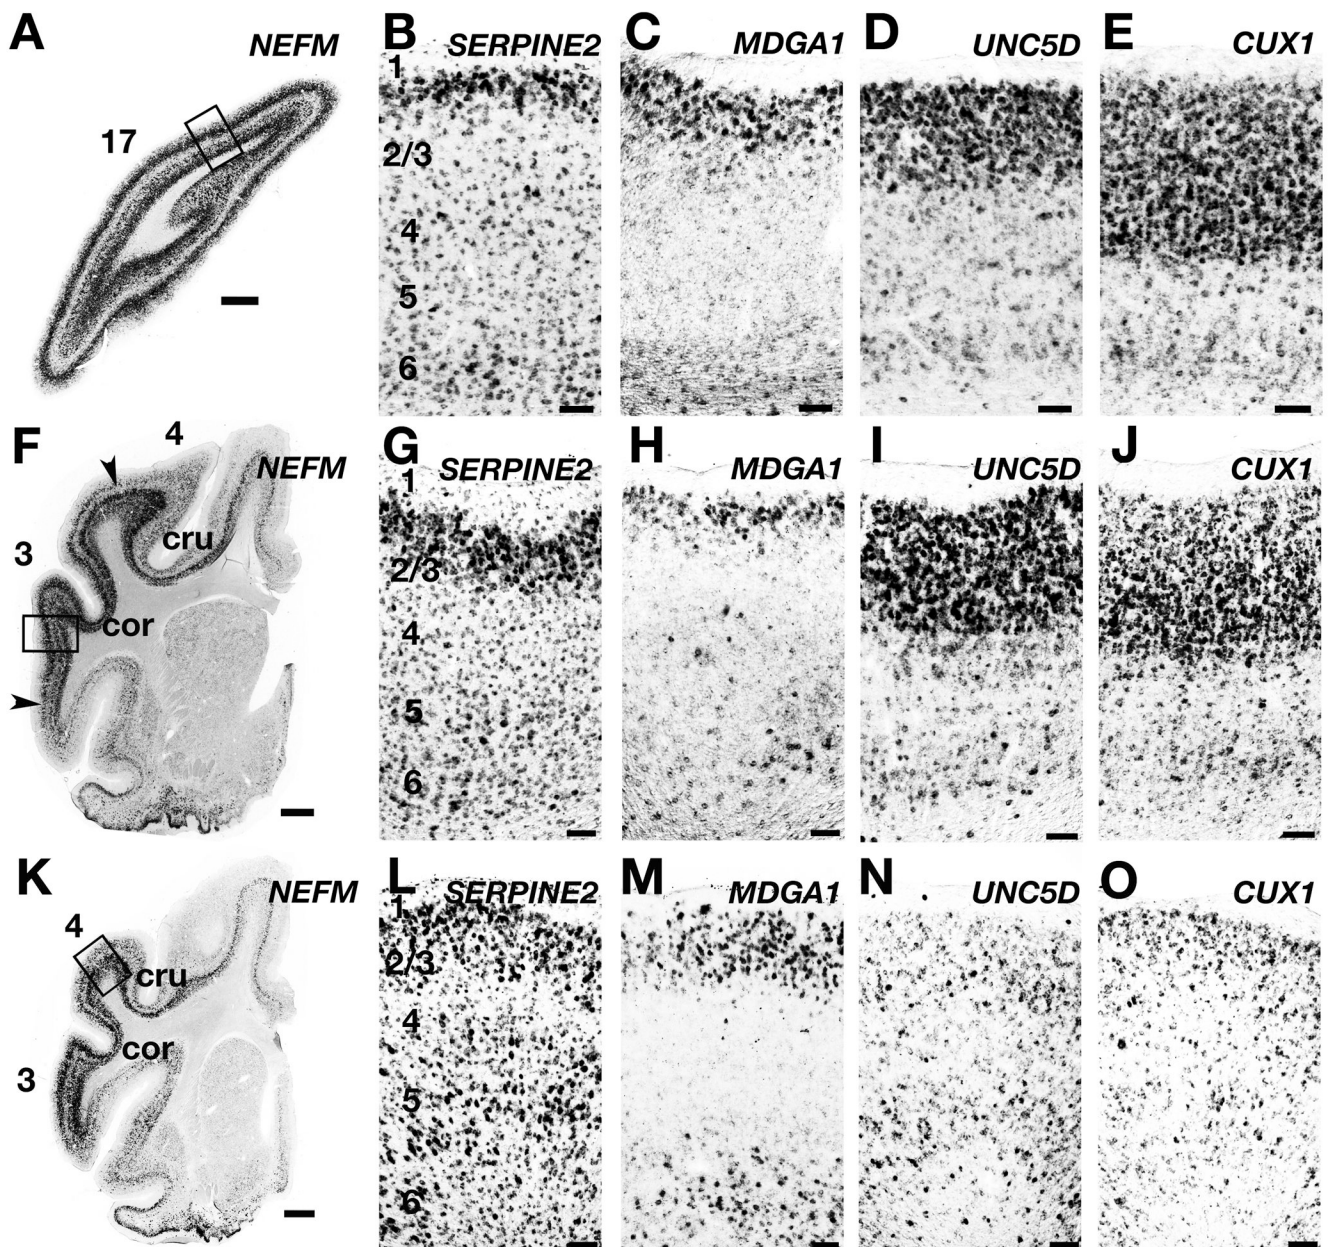 A NEFM
17
B SERPINE2
1
2/3
4
5
6
C MDGA1
D UNC5D
E CUX1
F NEFM
4
3
cru
cor
G SERPINE2
1
2/3
4
5
6
H MDGA1
I UNC5D
J CUX1
K NEFM
4
cru
cor
3
L SERPINE2
1
2/3
4
5
6
M MDGA1
N UNC5D
O CUX1